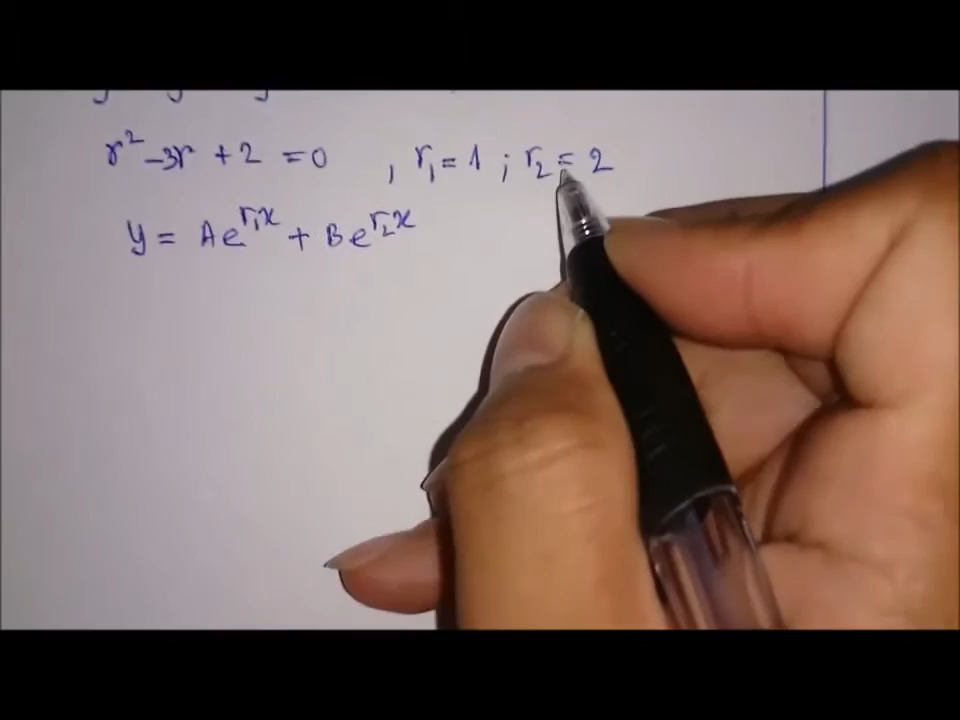 r² - 3r + 2 = 0 , r₁ = 1 ; r₂ = 2
y = Ae^{r₁x} + Be^{r₂x}